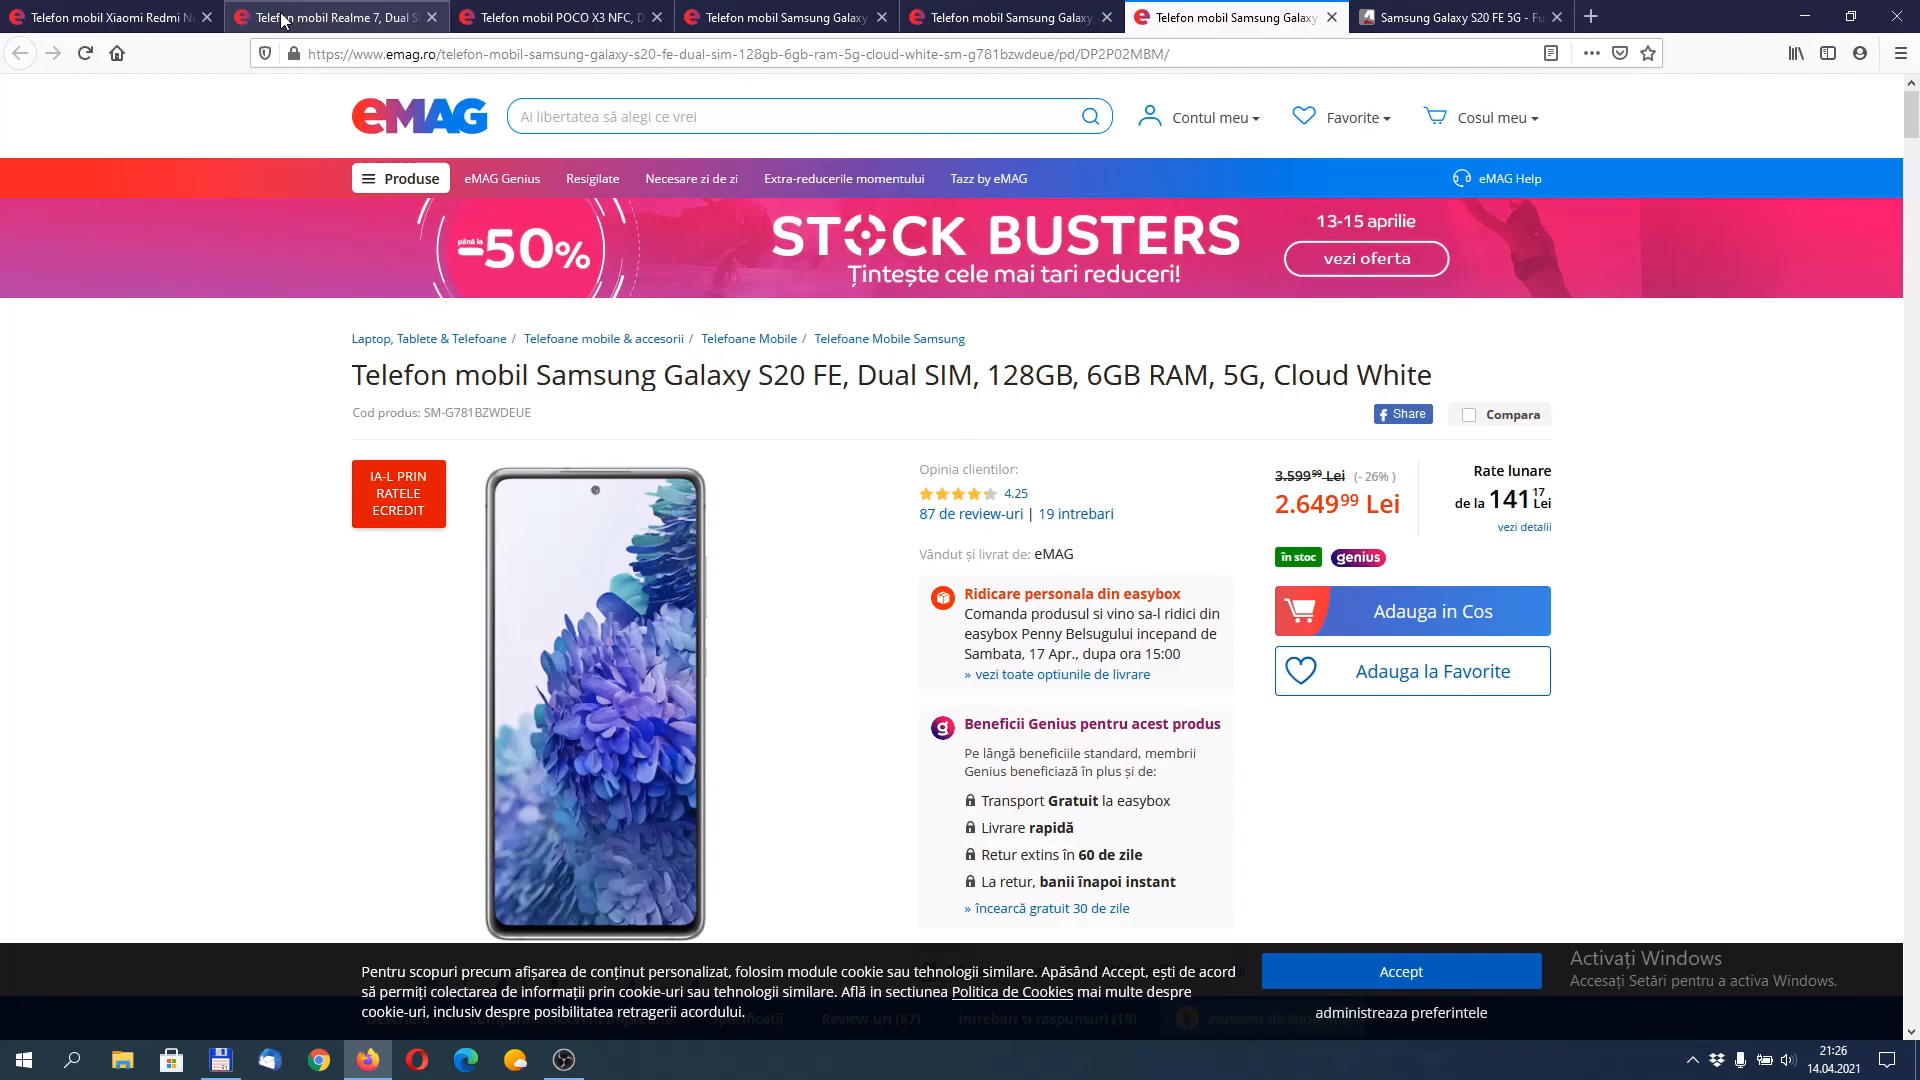 Telefon mobil Xiaomi Redmi N
Telefon mobil Realme 7, Dual S
Telefon mobil POCO X3 NFC, D
Telefon mobil Samsung Galaxy
Telefon mobil Samsung Galaxy
Telefon mobil Samsung Galaxy
Samsung Galaxy S20 FE 5G - Fu
https://www.emag.ro/telefon-mobil-samsung-galaxy-s20-fe-dual-sim-128gb-6gb-ram-5g-cloud-white-sm-g781bzwdeue/pd/DP2P02MBM/
eMAG
Ai libertatea să alegi ce vrei
Contul meu
Favorite
Cosul meu
Produse
eMAG Genius
Resigilate
Necesare zi de zi
Extra-reducerile momentului
Tazz by eMAG
eMAG Help
până la
-50%
STOCK BUSTERS
Țintește cele mai tari reduceri!
13-15 aprilie
vezi oferta
Laptop, Tablete & Telefoane / Telefoane mobile & accesorii / Telefoane Mobile / Telefoane Mobile Samsung
Telefon mobil Samsung Galaxy S20 FE, Dual SIM, 128GB, 6GB RAM, 5G, Cloud White
Cod produs: SM-G781BZWDEUE
Share
Compara
IA-L PRIN
RATELE
ECREDIT
Opinia clientilor:
4.25
87 de review-uri | 19 intrebari
Vândut și livrat de: eMAG
Ridicare personala din easybox
Comanda produsul si vino sa-l ridici din
easybox Penny Belsugului incepand de
Sambata, 17 Apr., dupa ora 15:00
» vezi toate optiunile de livrare
Beneficii Genius pentru acest produs
Pe lângă beneficiile standard, membrii
Genius beneficiază în plus și de:
Transport Gratuit la easybox
Livrare rapidă
Retur extins în 60 de zile
La retur, banii înapoi instant
» încearcă gratuit 30 de zile
3.599⁹⁹ Lei (- 26% )
2.649⁹⁹ Lei
Rate lunare
de la 141¹⁷ Lei
vezi detalii
în stoc
genius
Adauga in Cos
Adauga la Favorite
Pentru scopuri precum afișarea de conținut personalizat, folosim module cookie sau tehnologii similare. Apăsând Accept, ești de acord
să permiți colectarea de informații prin cookie-uri sau tehnologii similare. Află in sectiunea Politica de Cookies mai multe despre
cookie-uri, inclusiv despre posibilitatea retragerii acordului.
Accept
administreaza preferintele
Activați Windows
Accesați Setări pentru a activa Windows.
Review-uri (87)
Intrebari si raspunsuri (19)
21:26
14.04.2021